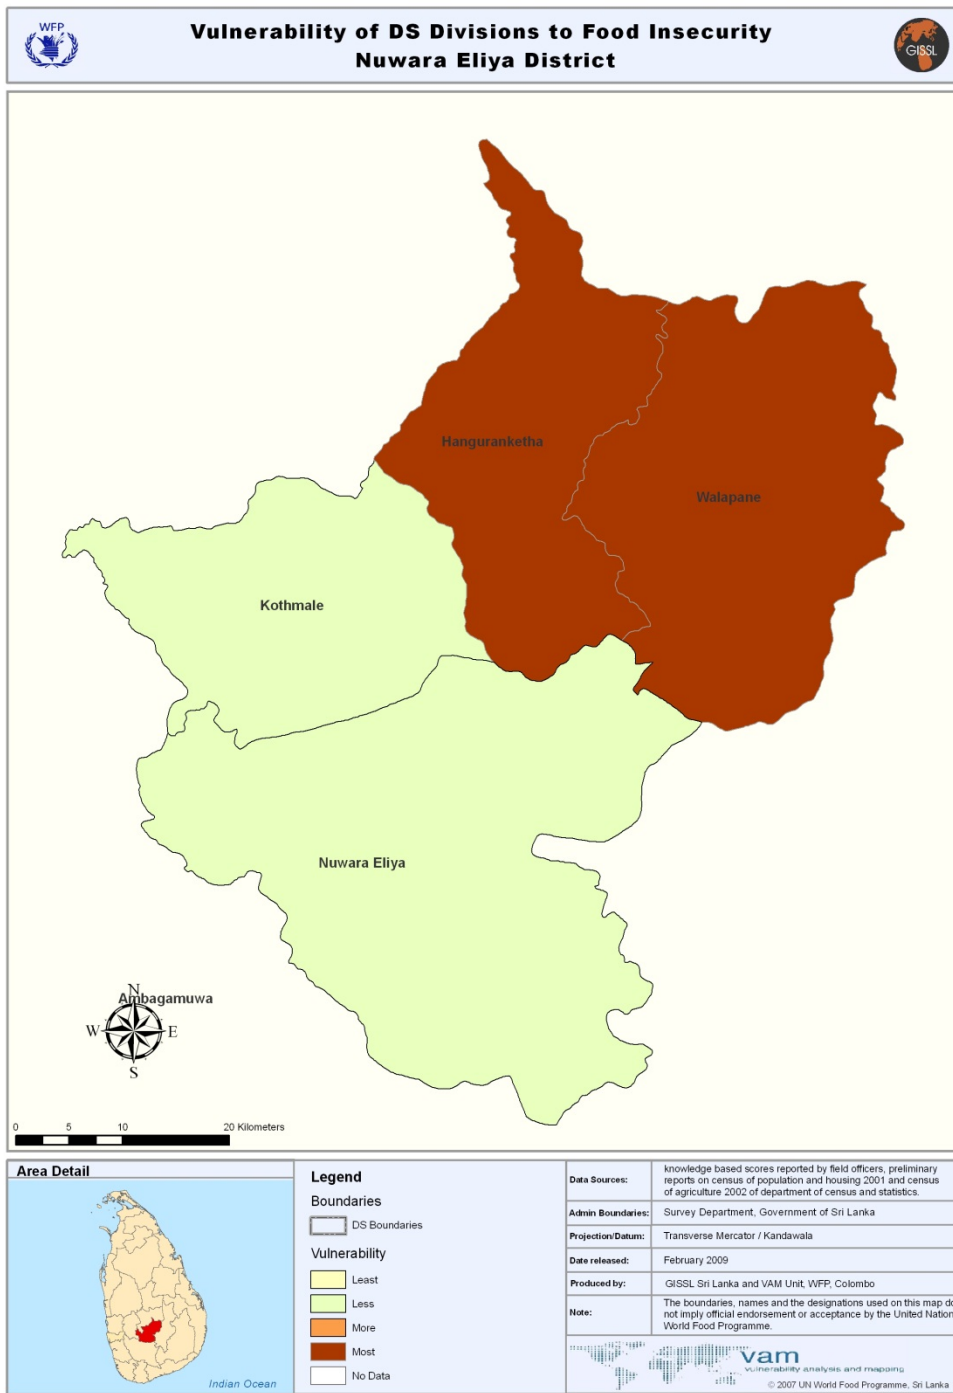 WFP
Vulnerability of DS Divisions to Food Insecurity
Nuwara Eliya District
GISSL
Hanguranketha
Walapane
Kothmale
Nuwara Eliya
Ambagamuwa
N
W E
S
0 5 10 20 Kilometers
Area Detail
Indian Ocean
Legend
Boundaries
DS Boundaries
Vulnerability
Least
Less
More
Most
No Data
Data Sources: knowledge based scores reported by field officers, preliminary
reports on census of population and housing 2001 and census
of agriculture 2002 of department of census and statistics.
Admin Boundaries: Survey Department, Government of Sri Lanka
Projection/Datum: Transverse Mercator / Kandawala
Date released: February 2009
Produced by: GISSL Sri Lanka and VAM Unit, WFP, Colombo
Note: The boundaries, names and the designations used on this map do
not imply official endorsement or acceptance by the United Nation
World Food Programme.
vam
vulnerability analysis and mapping
© 2007 UN World Food Programme, Sri Lanka